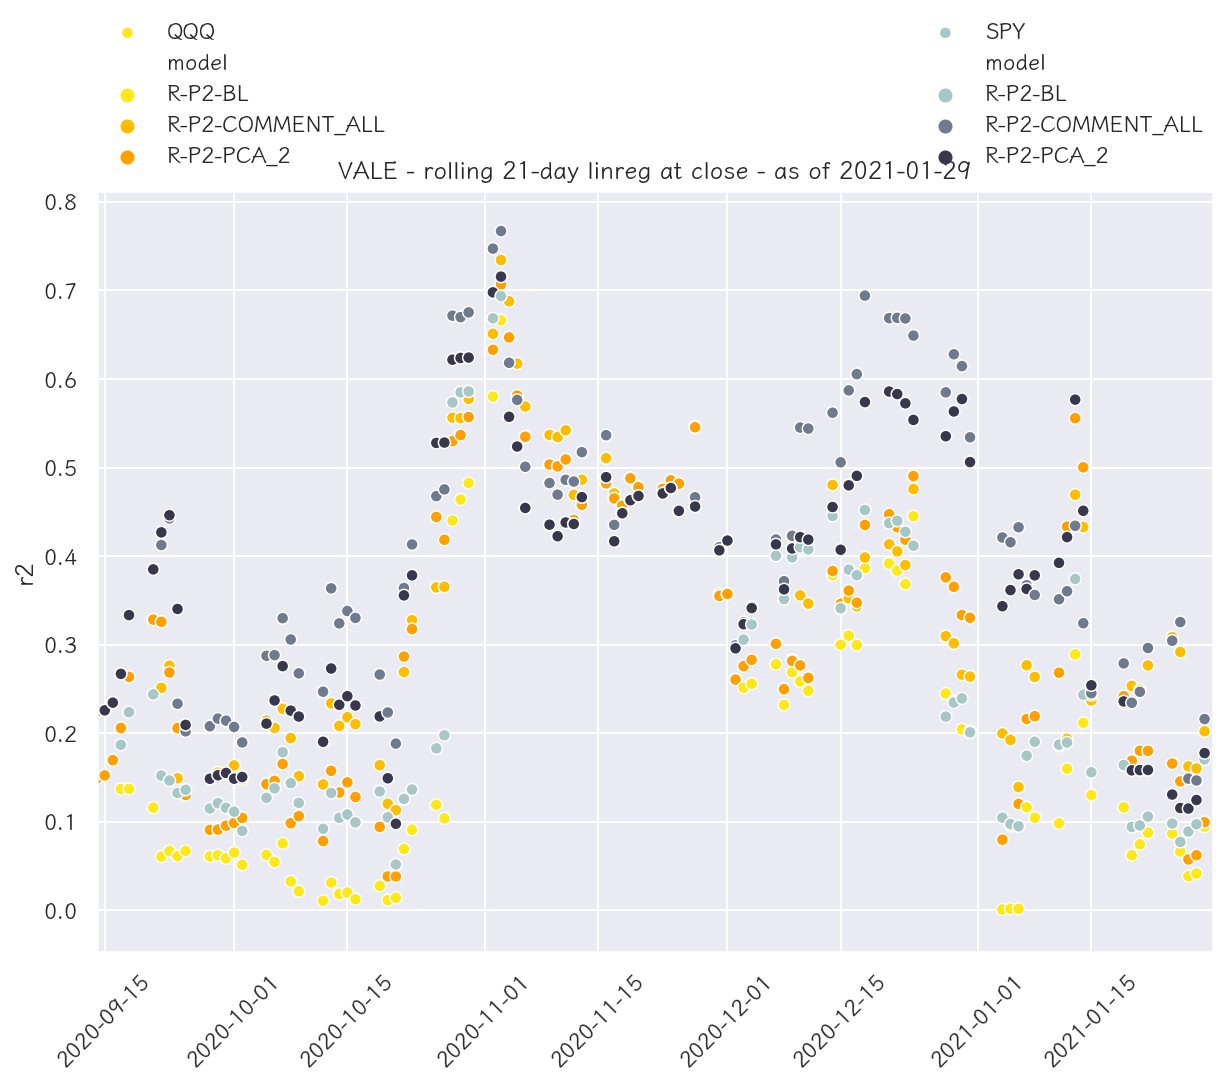 QQQ
model
R-P2-BL
R-P2-COMMENT_ALL
R-P2-PCA_2
SPY
model
R-P2-BL
R-P2-COMMENT_ALL
R-P2-PCA_2
VALE - rolling 21-day linreg at close - as of 2021-01-29
0.8
0.7
0.6
0.5
0.4
0.3
0.2
0.1
0.0
r2
2020-09-15
2020-10-01
2020-10-15
2020-11-01
2020-11-15
2020-12-01
2020-12-15
2021-01-01
2021-01-15